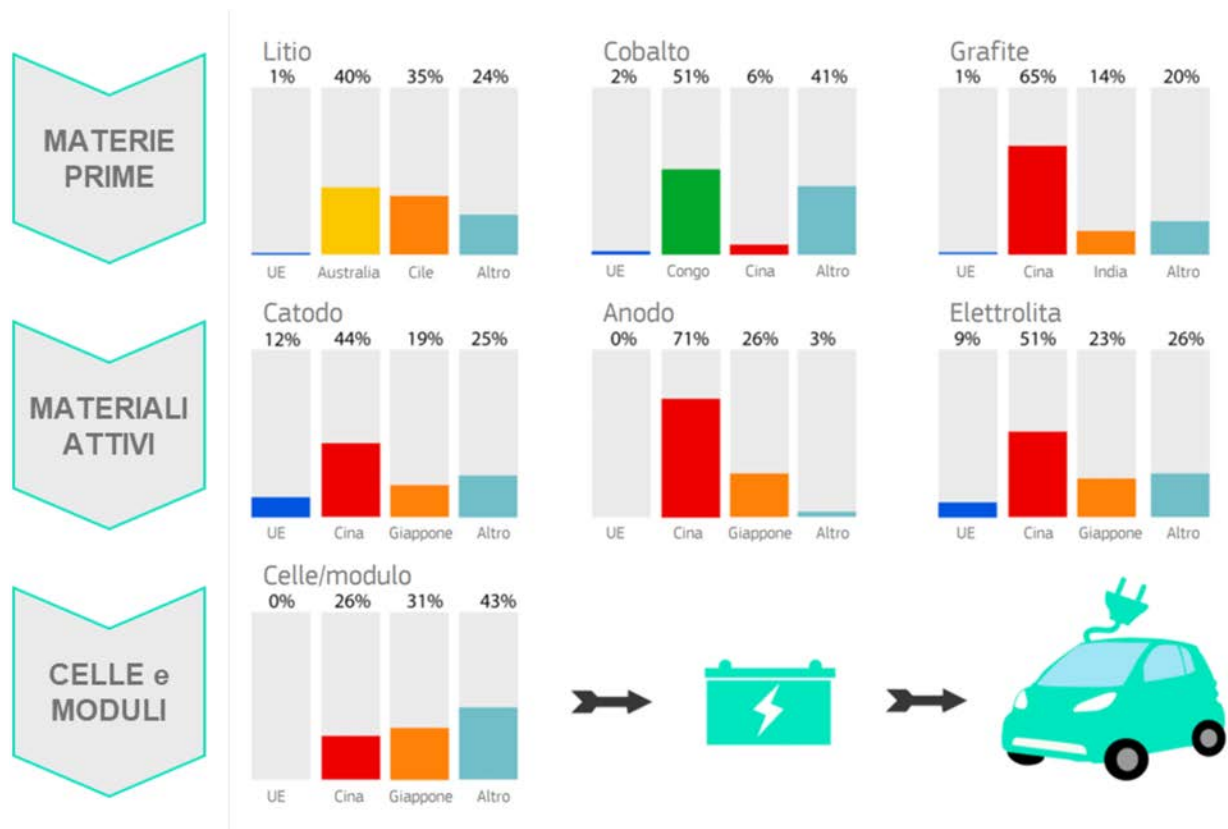 MATERIE
PRIME
Litio
1% 40% 35% 24%
UE Australia Cile Altro
Cobalto
2% 51% 6% 41%
UE Congo Cina Altro
Grafite
1% 65% 14% 20%
UE Cina India Altro
MATERIALI
ATTIVI
Catodo
12% 44% 19% 25%
UE Cina Giappone Altro
Anodo
0% 71% 26% 3%
UE Cina Giappone Altro
Elettrolita
9% 51% 23% 26%
UE Cina Giappone Altro
CELLE e
MODULI
Celle/modulo
0% 26% 31% 43%
UE Cina Giappone Altro